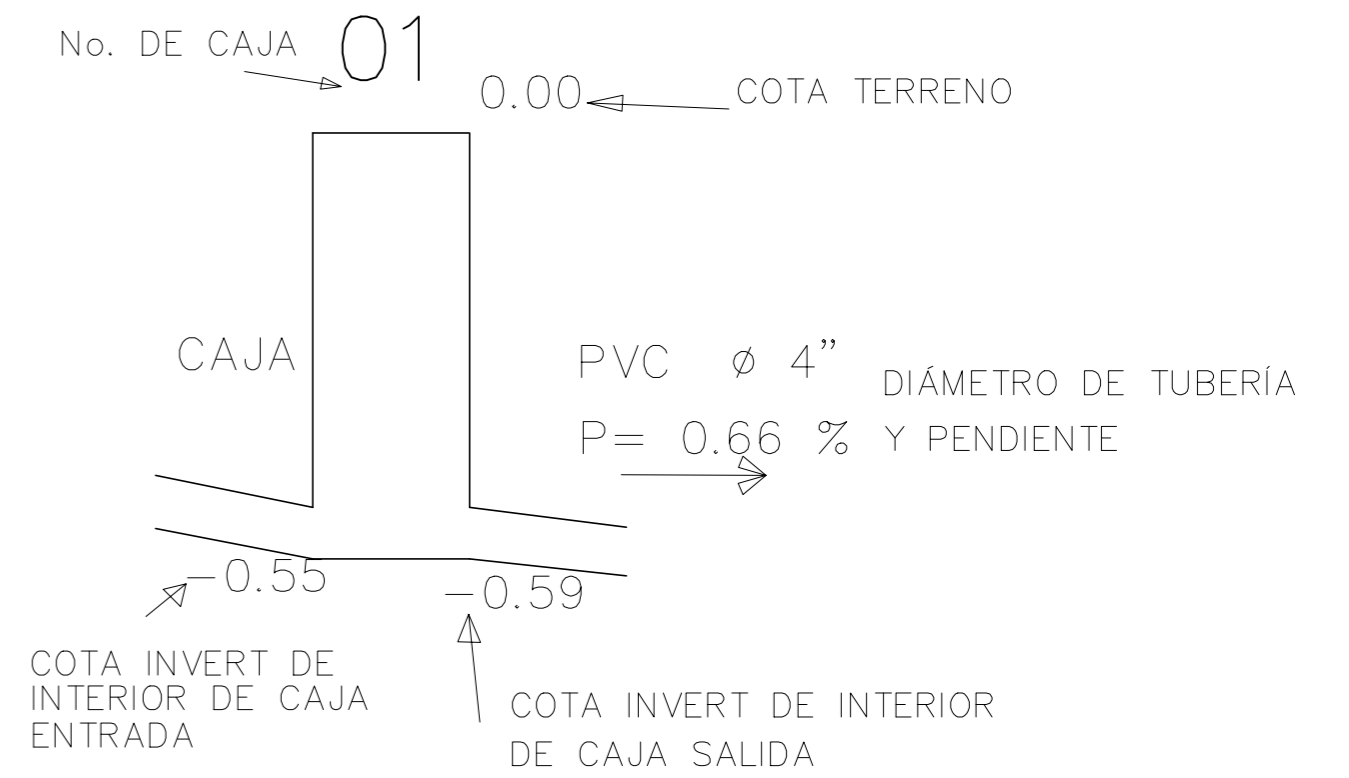 No. DE CAJA 01
0.00 COTA TERRENO
CAJA
PVC ø 4” DIÁMETRO DE TUBERÍA
P= 0.66 % Y PENDIENTE
-0.55
-0.59
COTA INVERT DE
INTERIOR DE CAJA
ENTRADA
COTA INVERT DE INTERIOR
DE CAJA SALIDA